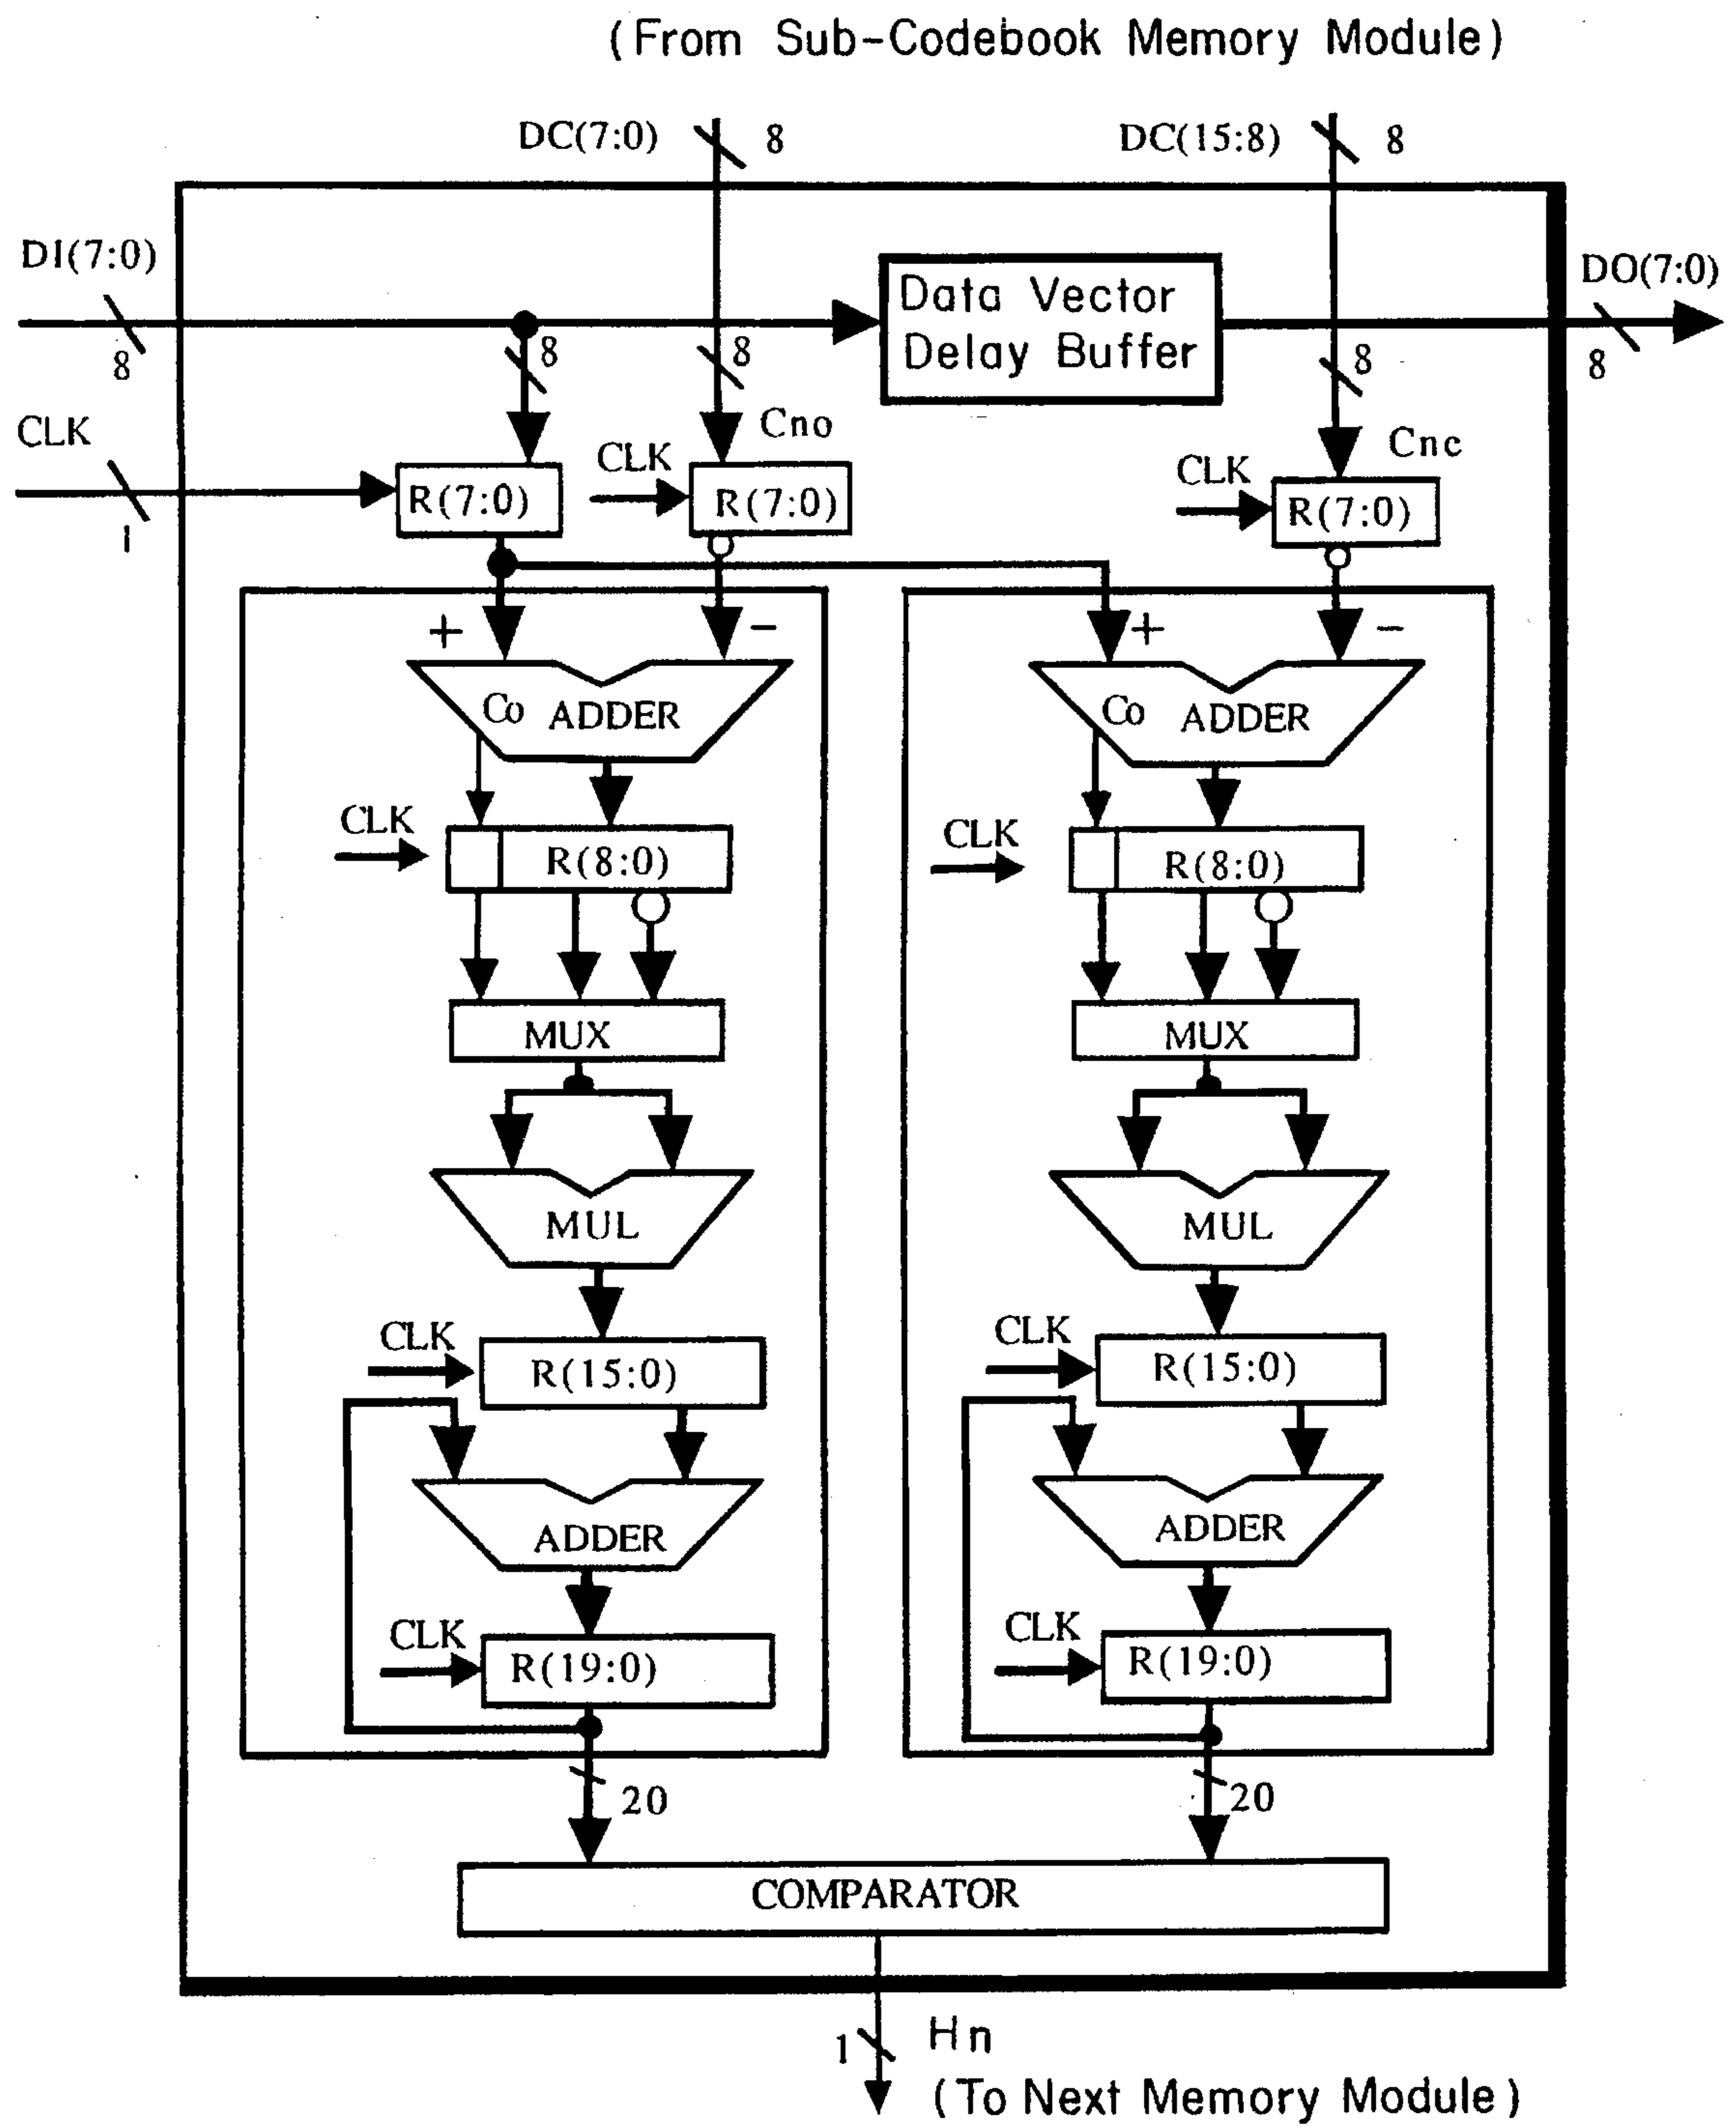 (From Sub-Codebook Memory Module)
DC(7:0) 8 DC(15:8) 8
DI(7:0) DO(7:0)
Data Vector
Delay Buffer
8 8 8 8 8
CLK CLK Cno CLK Cnc
R(7:0) R(7:0) R(7:0)
1
+ - + -
Co ADDER Co ADDER
CLK CLK
R(8:0) R(8:0)
MUX MUX
MUL MUL
CLK CLK
R(15:0) R(15:0)
ADDER ADDER
CLK CLK
R(19:0) R(19:0)
20 20
COMPARATOR
1 Hn
(To Next Memory Module)